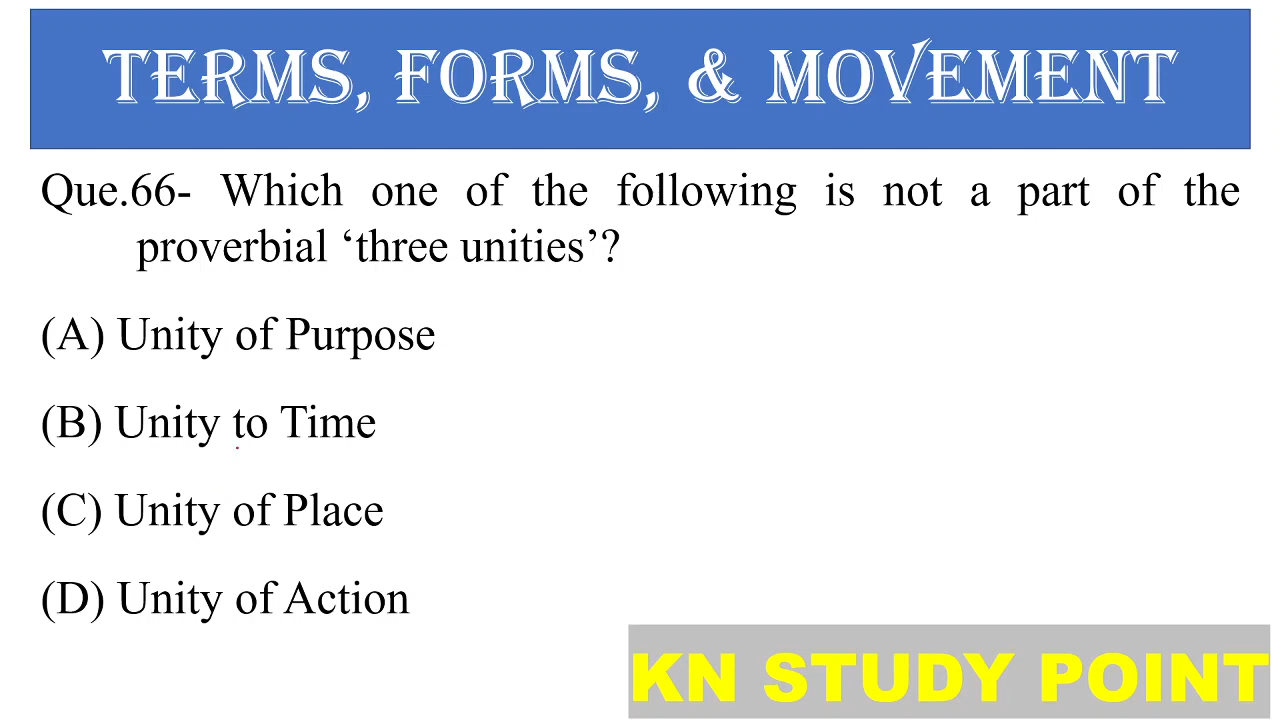 TERMS, FORMS, & MOVEMENT
Que.66- Which one of the following is not a part of the
proverbial ‘three unities’?
(A) Unity of Purpose
(B) Unity to Time
(C) Unity of Place
(D) Unity of Action
KN STUDY POINT